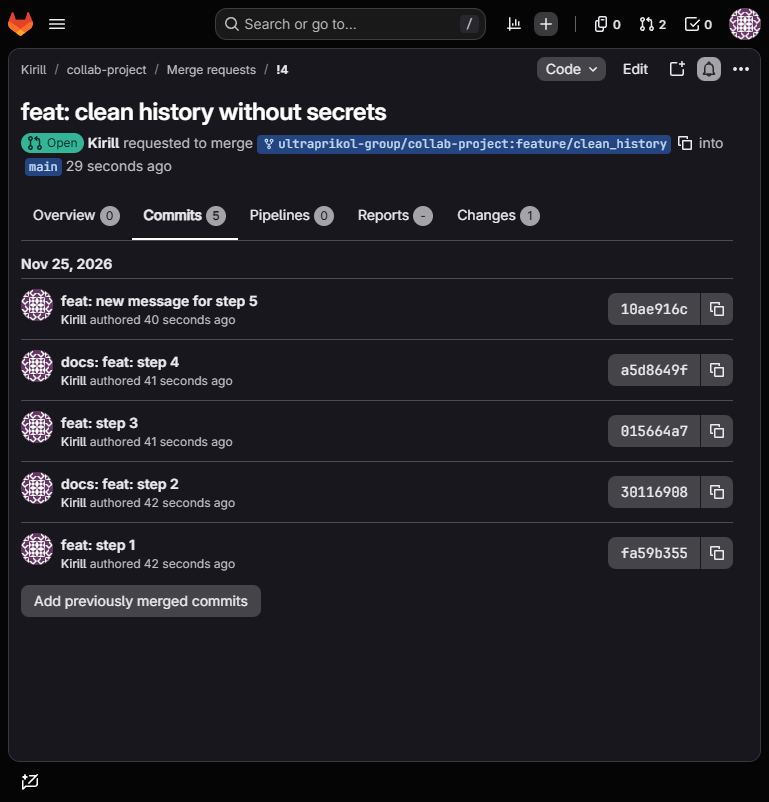 Search or go to... /
0 2 0
Kirill / collab-project / Merge requests / !4
Code Edit
feat: clean history without secrets
Open Kirill requested to merge ultraprikol-group/collab-project:feature/clean_history into
main 29 seconds ago
Overview 0 Commits 5 Pipelines 0 Reports - Changes 1
Nov 25, 2026
feat: new message for step 5
Kirill authored 40 seconds ago
10ae916c
docs: feat: step 4
Kirill authored 41 seconds ago
a5d8649f
feat: step 3
Kirill authored 41 seconds ago
015664a7
docs: feat: step 2
Kirill authored 42 seconds ago
30116908
feat: step 1
Kirill authored 42 seconds ago
fa59b355
Add previously merged commits